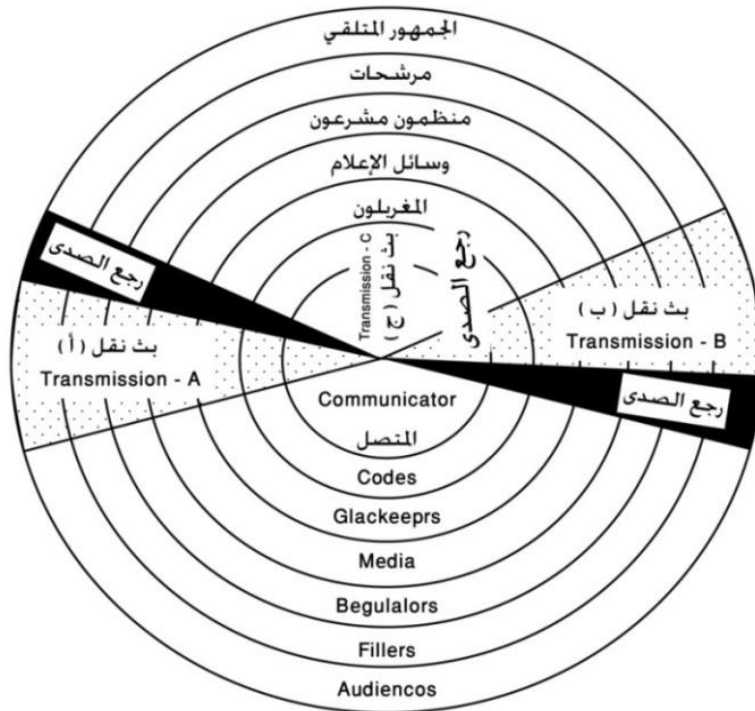 الجمهور المتلقي
مرشحات
منظمون مشرعون
وسائل الإعلام
المغربلون
رجع الصدى
Transmission - C
بث نقل (ج)
رجع الصدى
بث نقل (أ)
Transmission - A
بث نقل (ب)
Transmission - B
رجع الصدى
Communicator
المتصل
Codes
Glackeeprs
Media
Begulalors
Fillers
Audiencos